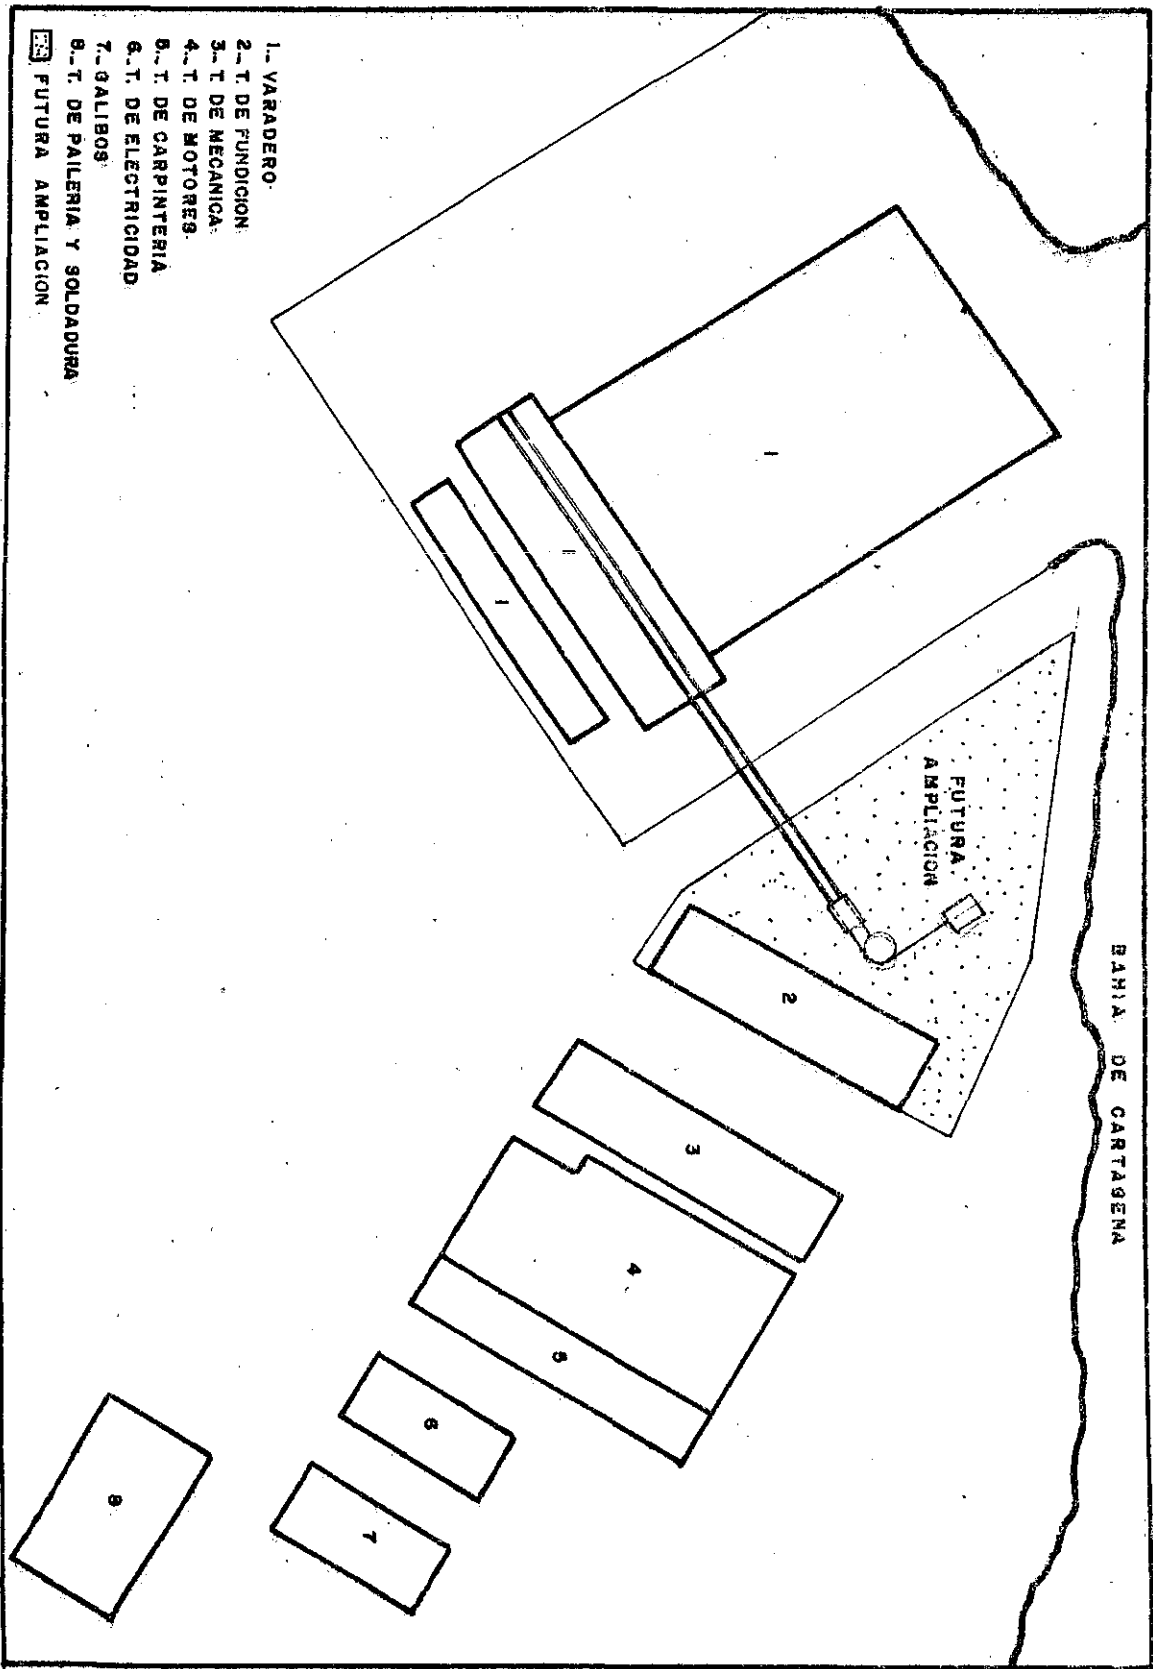 BAHIA DE CARTAGENA
FUTURA
AMPLIACION
1
1
1
2
3
4
5
6
7
8
1.- VARADERO
2.- T. DE FUNDICION
3.- T. DE MECANICA
4.- T. DE MOTORES
5.- T. DE CARPINTERIA
6.- T. DE ELECTRICIDAD
7.- GALIBOS
8.- T. DE PAILERIA Y SOLDADURA
FUTURA AMPLIACION